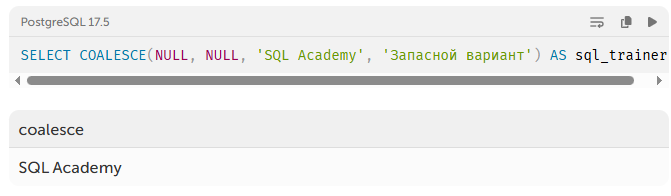 PostgreSQL 17.5
SELECT COALESCE(NULL, NULL, 'SQL Academy', 'Запасной вариант') AS sql_trainer
coalesce
SQL Academy